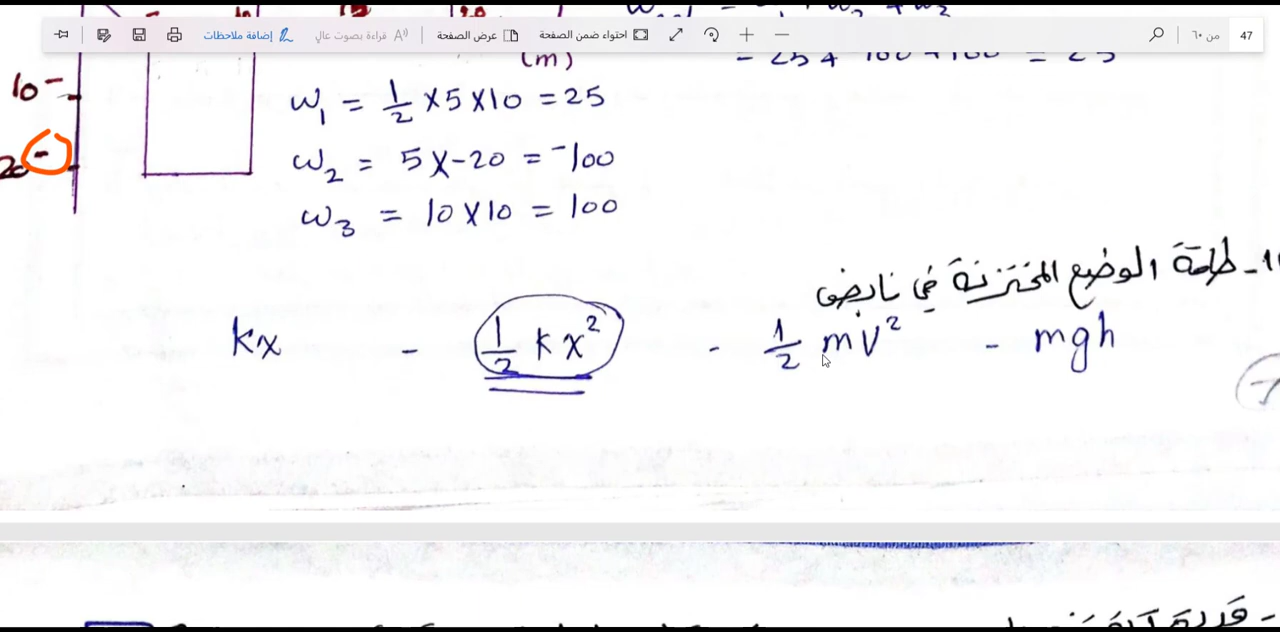 47 من ٦٠ احتواء ضمن الصفحة عرض الصفحة قراءة بصوت عالٍ إضافة ملاحظات
10-
20-
(m)
w₁ = 1/2 × 5 × 10 = 25
w₂ = 5 × -20 = -100
w₃ = 10 × 10 = 100
طاقة الوضع المختزنة في نابض
mgh - 1/2 mv² - 1/2 kx² - kx